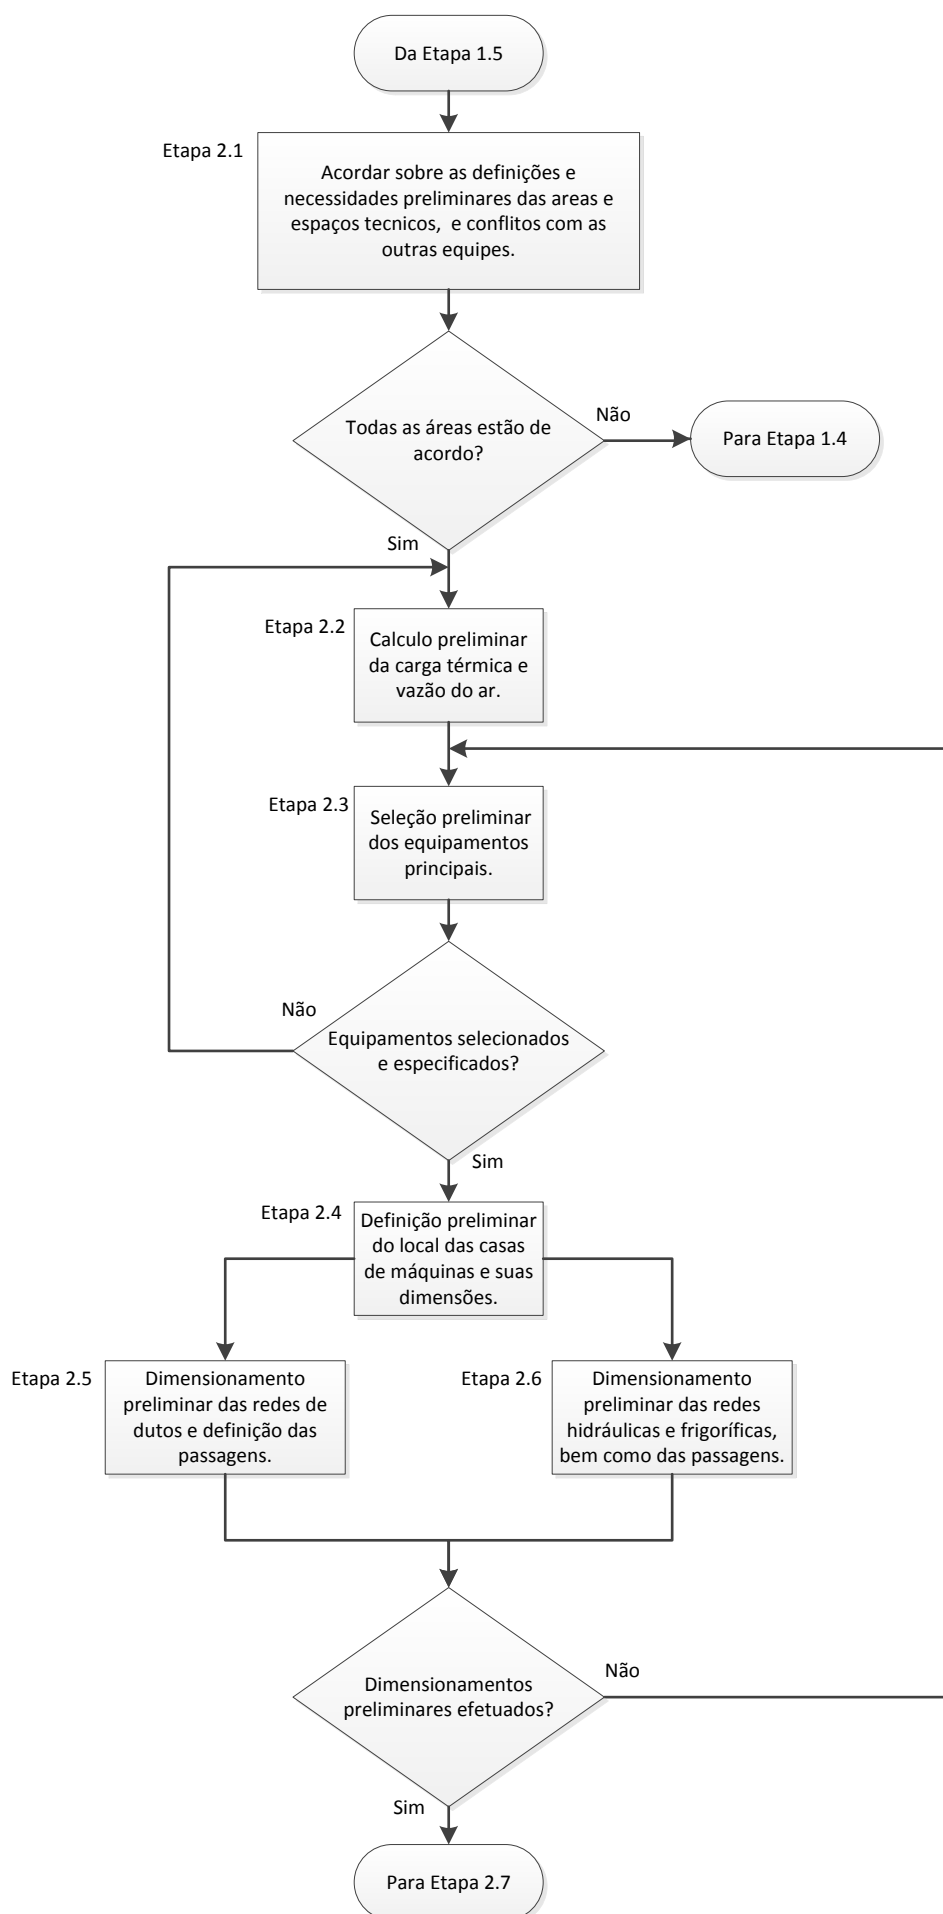 Da Etapa 1.5
Etapa 2.1
Acordar sobre as definições e
necessidades preliminares das areas e
espaços tecnicos,  e conflitos com as
outras equipes.
Todas as áreas estão de
acordo?
Não
Para Etapa 1.4
Sim
Etapa 2.2
Calculo preliminar
da carga térmica e
vazão do ar.
Etapa 2.3
Seleção preliminar
dos equipamentos
principais.
Não
Equipamentos selecionados
e especificados?
Sim
Etapa 2.4
Definição preliminar
do local das casas
de máquinas e suas
dimensões.
Etapa 2.5
Dimensionamento
preliminar das redes de
dutos e definição das
passagens.
Etapa 2.6
Dimensionamento
preliminar das redes
hidráulicas e frigoríficas,
bem como das passagens.
Dimensionamentos
preliminares efetuados?
Não
Sim
Para Etapa 2.7